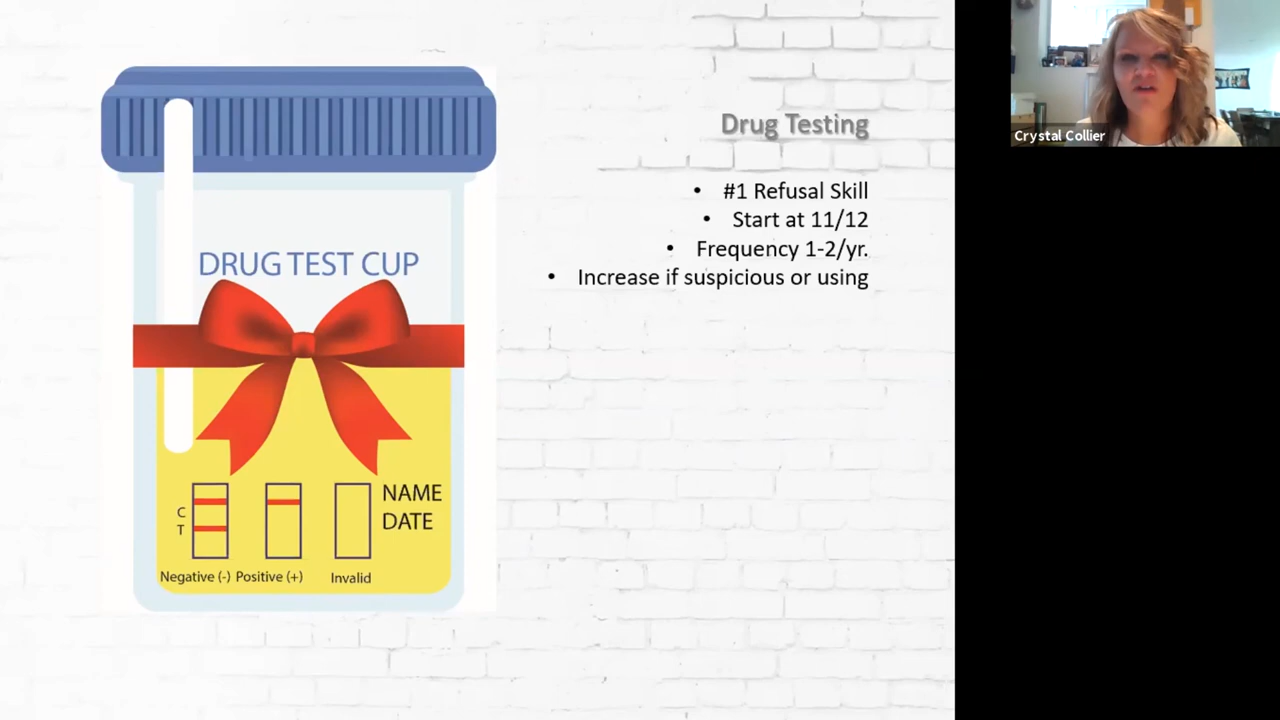 Drug Testing
• #1 Refusal Skill
• Start at 11/12
• Frequency 1-2/yr.
• Increase if suspicious or using
DRUG TEST CUP
NAME
DATE
C
T
Negative (-) Positive (+) Invalid
Crystal Collier